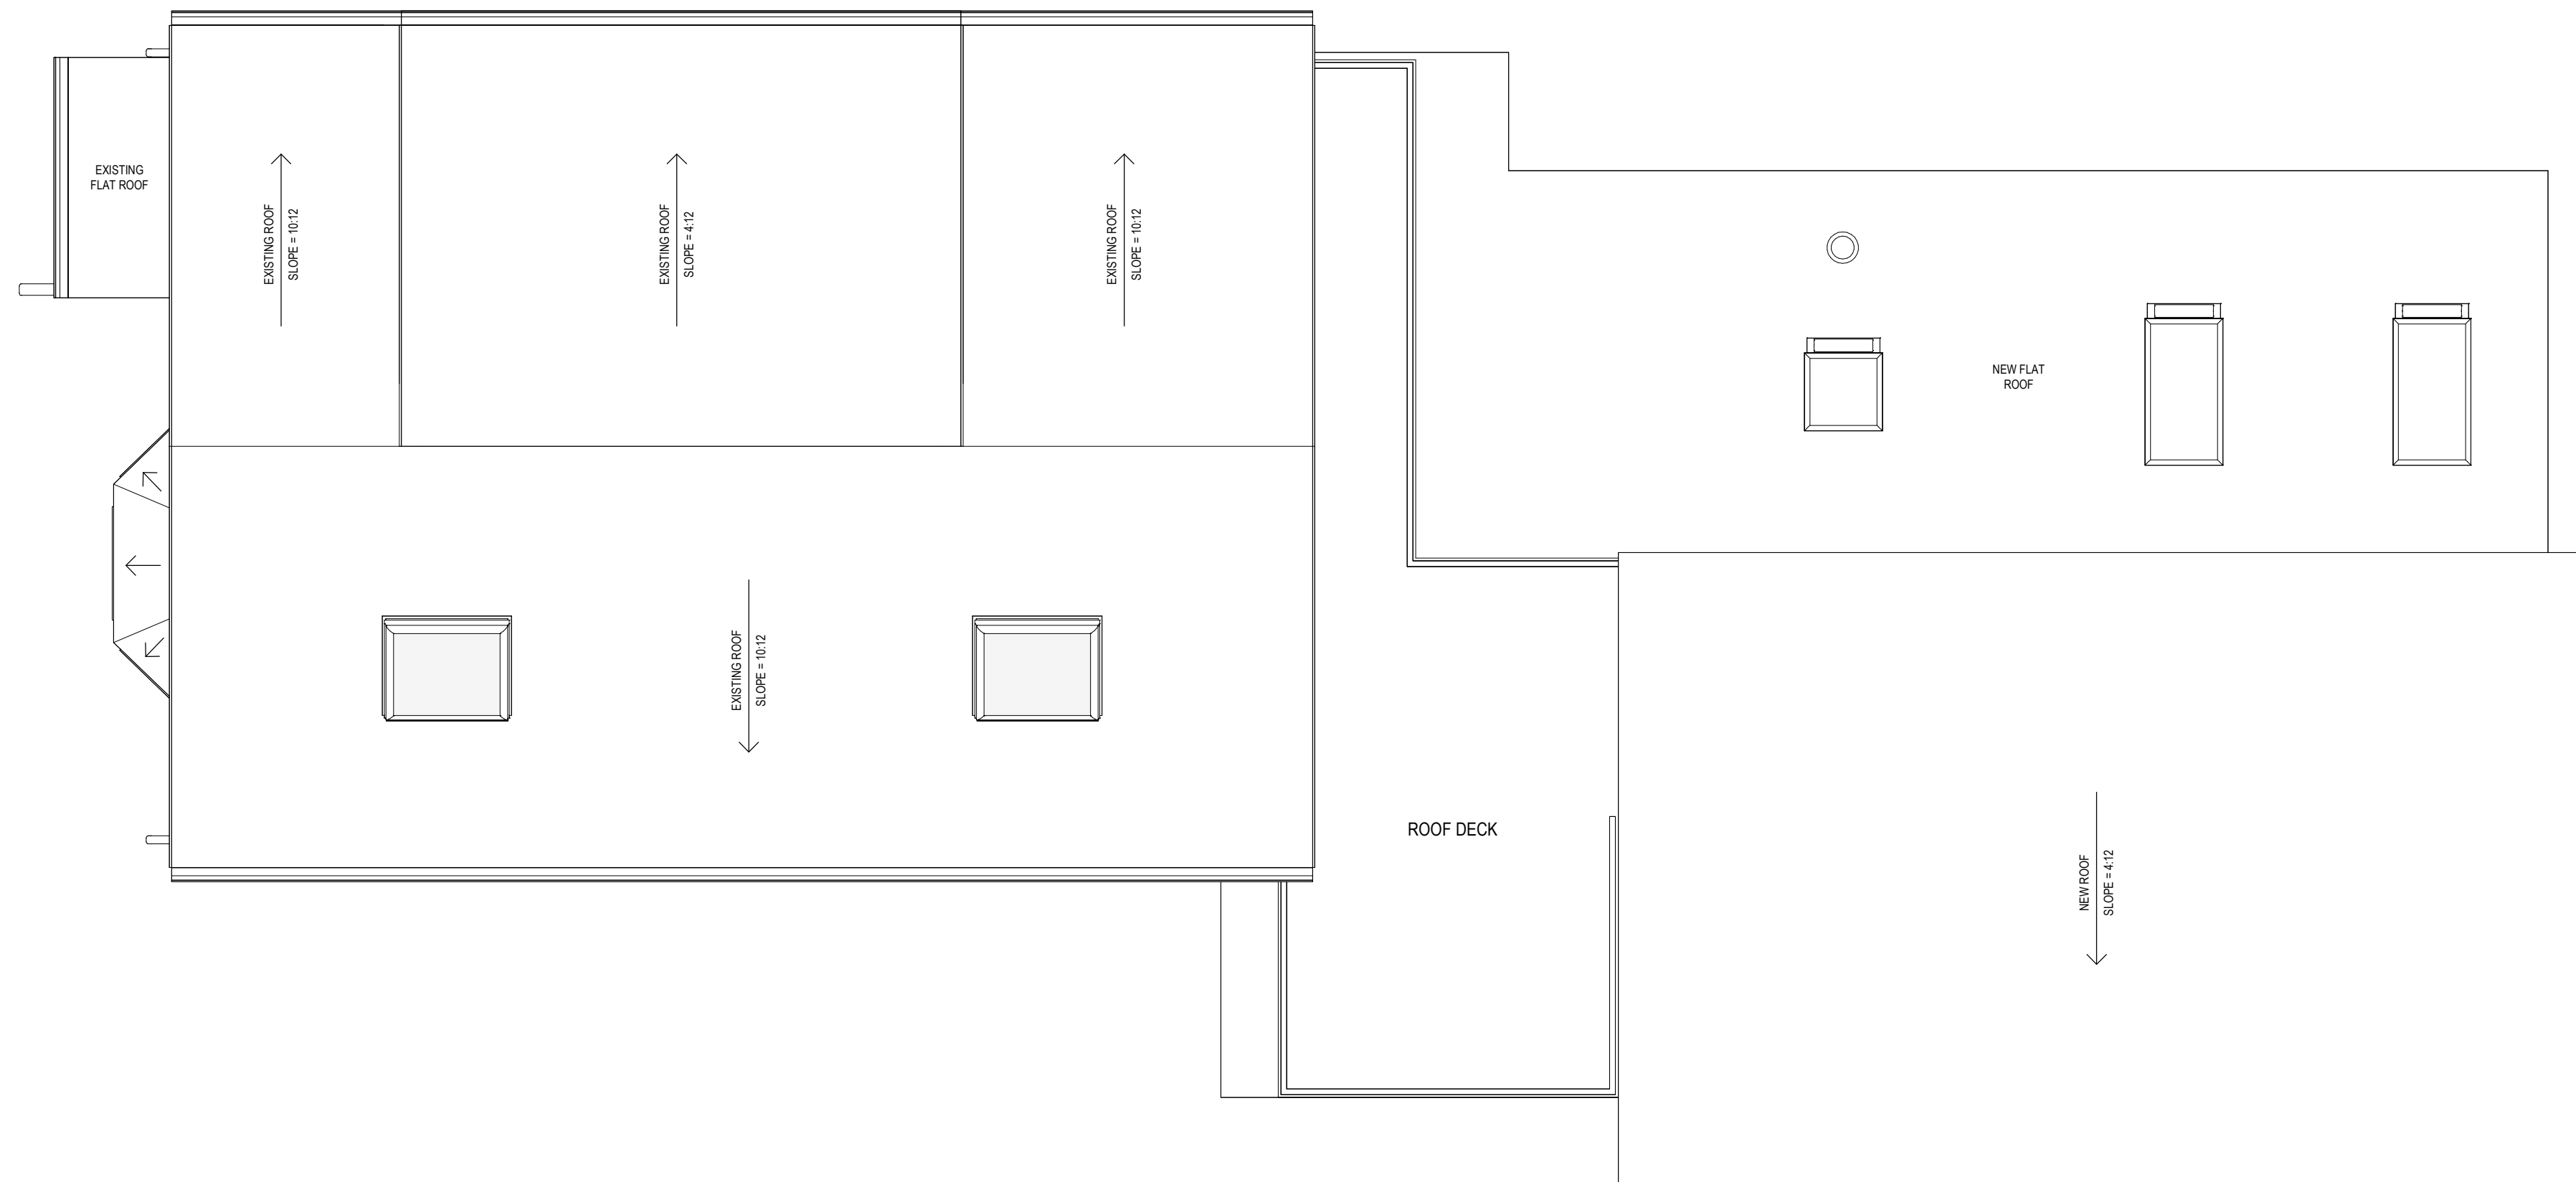 EXISTING
FLAT ROOF
EXISTING ROOF
SLOPE = 10:12
EXISTING ROOF
SLOPE = 4:12
EXISTING ROOF
SLOPE = 10:12
NEW FLAT
ROOF
EXISTING ROOF
SLOPE = 10:12
ROOF DECK
NEW ROOF
SLOPE = 4:12